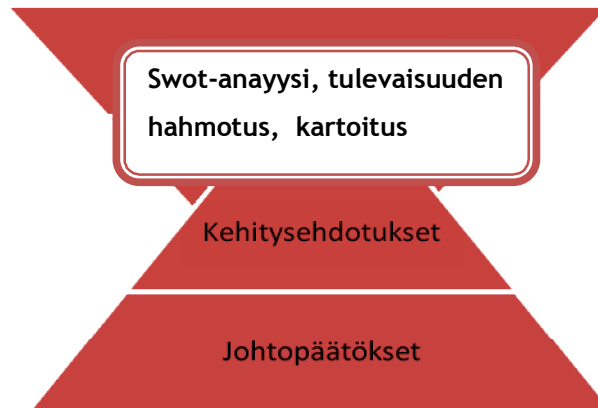 Swot-anayysi, tulevaisuuden
hahmotus, kartoitus
Kehitysehdotukset
Johtopäätökset